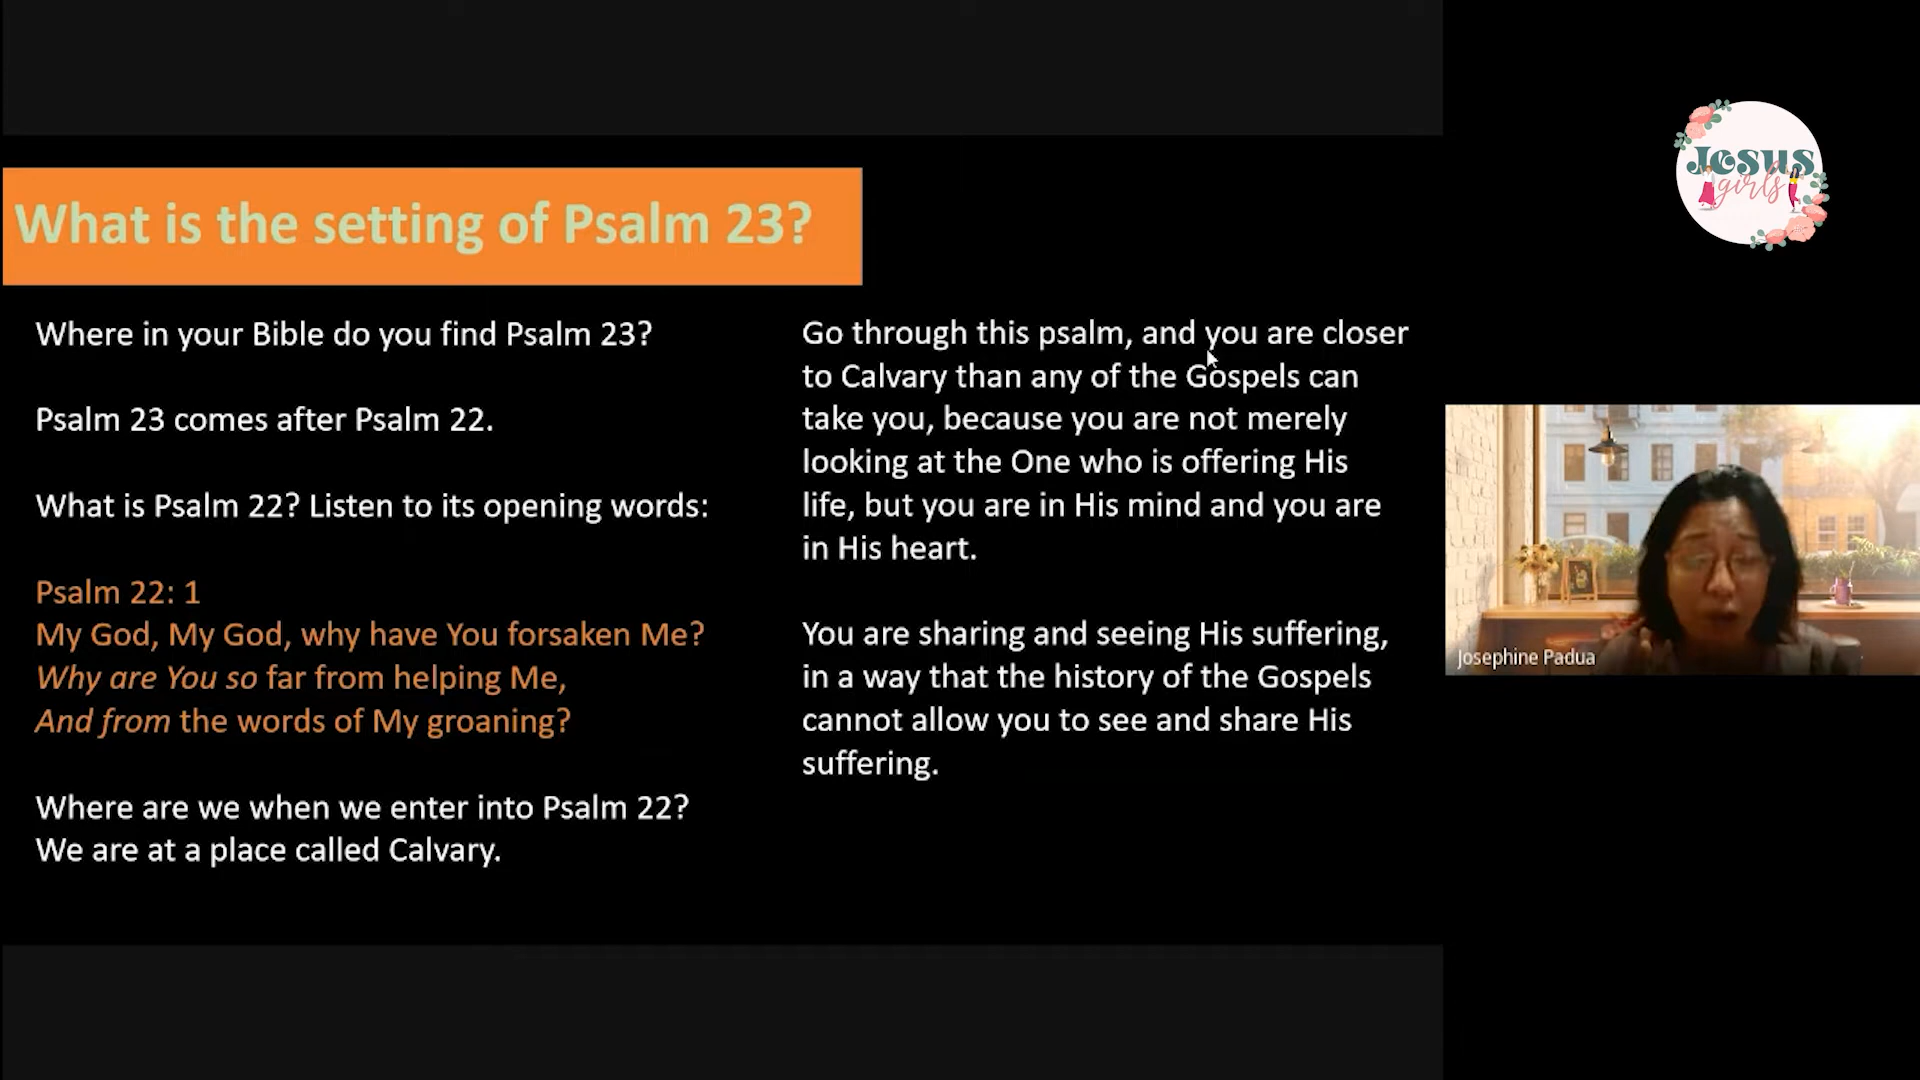 What is the setting of Psalm 23?
Where in your Bible do you find Psalm 23?
Psalm 23 comes after Psalm 22.
What is Psalm 22? Listen to its opening words:
Psalm 22: 1
My God, My God, why have You forsaken Me?
Why are You so far from helping Me,
And from the words of My groaning?
Where are we when we enter into Psalm 22?
We are at a place called Calvary.
Go through this psalm, and you are closer
to Calvary than any of the Gospels can
take you, because you are not merely
looking at the One who is offering His
life, but you are in His mind and you are
in His heart.
You are sharing and seeing His suffering,
in a way that the history of the Gospels
cannot allow you to see and share His
suffering.
Jesus
girls
Josephine Padua